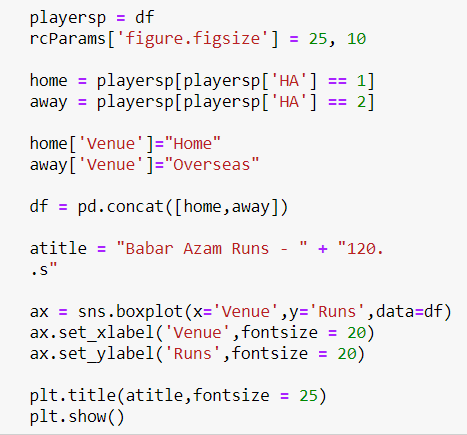 playersp = df
rcParams['figure.figsize'] = 25, 10
home = playersp[playersp['HA'] == 1]
away = playersp[playersp['HA'] == 2]
home['Venue']="Home"
away['Venue']="Overseas"
df = pd.concat([home,away])
atitle = "Babar Azam Runs - " + "120.
.s"
ax = sns.boxplot(x='Venue',y='Runs',data=df)
ax.set_xlabel('Venue',fontsize = 20)
ax.set_ylabel('Runs',fontsize = 20)
plt.title(atitle,fontsize = 25)
plt.show()